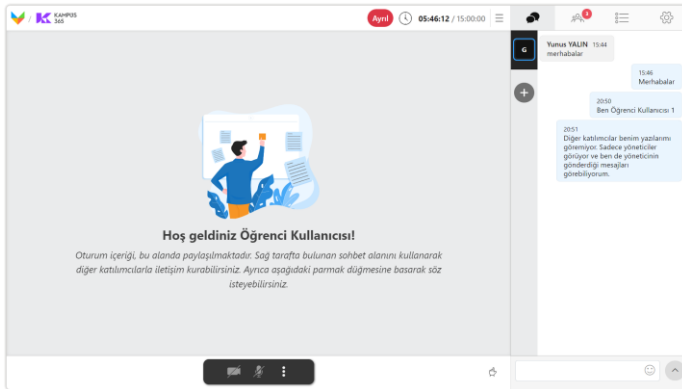 KAMPUS
365
Ayrıl
05:46:12 / 15:00:00
3
G
Yunus YALIN 15:44
merhabalar
15:46
Merhabalar
20:50
Ben Öğrenci Kullanıcısı 1
20:51
Diğer katılımcılar benim yazılarımı
göremiyor. Sadece yöneticiler
görüyor ve ben de yöneticinin
gönderdiği mesajları
görebiliyorum.
Hoş geldiniz Öğrenci Kullanıcısı!
Oturum içeriği, bu alanda paylaşılmaktadır. Sağ tarafta bulunan sohbet alanını kullanarak
diğer katılımcılarla iletişim kurabilirsiniz. Ayrıca aşağıdaki parmak düğmesine basarak söz
isteyebilirsiniz.